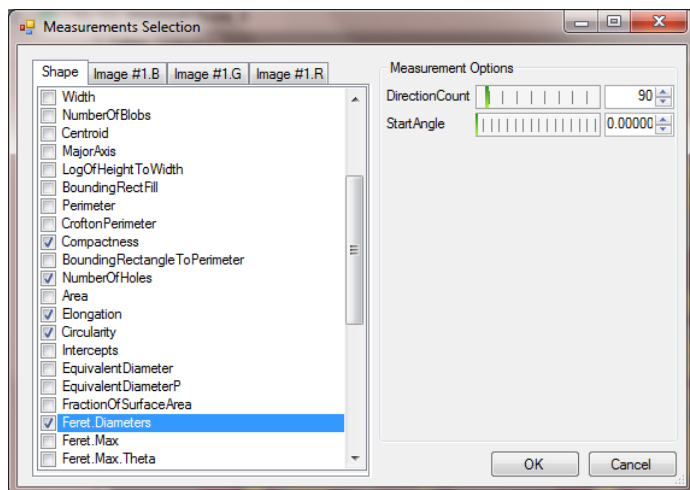 Measurements Selection
Shape
Image #1.B
Image #1.G
Image #1.R
Width
NumberOfBlobs
Centroid
MajorAxis
LogOfHeightToWidth
BoundingRectFill
Perimeter
CroftonPerimeter
Compactness
BoundingRectangleToPerimeter
NumberOfHoles
Area
Elongation
Circularity
Intercepts
EquivalentDiameter
EquivalentDiameterP
FractionOfSurfaceArea
Feret.Diameters
Feret.Max
Feret.Max.Theta
Measurement Options
DirectionCount 90
StartAngle 0.00000
OK Cancel